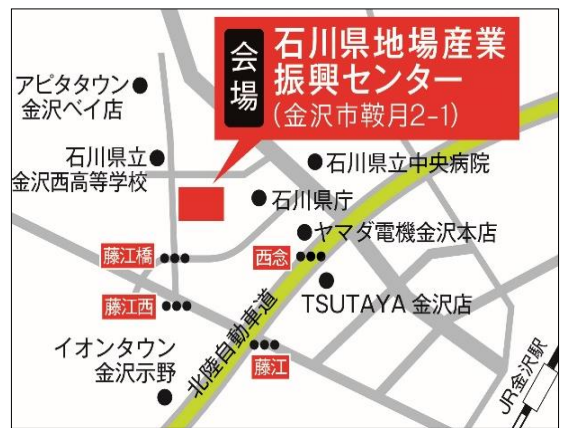 会場
石川県地場産業
振興センター
(金沢市鞍月2-1)
アピタタウン
金沢ベイ店
石川県立
金沢西高等学校
石川県立中央病院
石川県庁
ヤマダ電機金沢本店
藤江橋
西念
藤江西
TSUTAYA 金沢店
イオンタウン
金沢示野
北陸自動車道
藤江
JR金沢駅